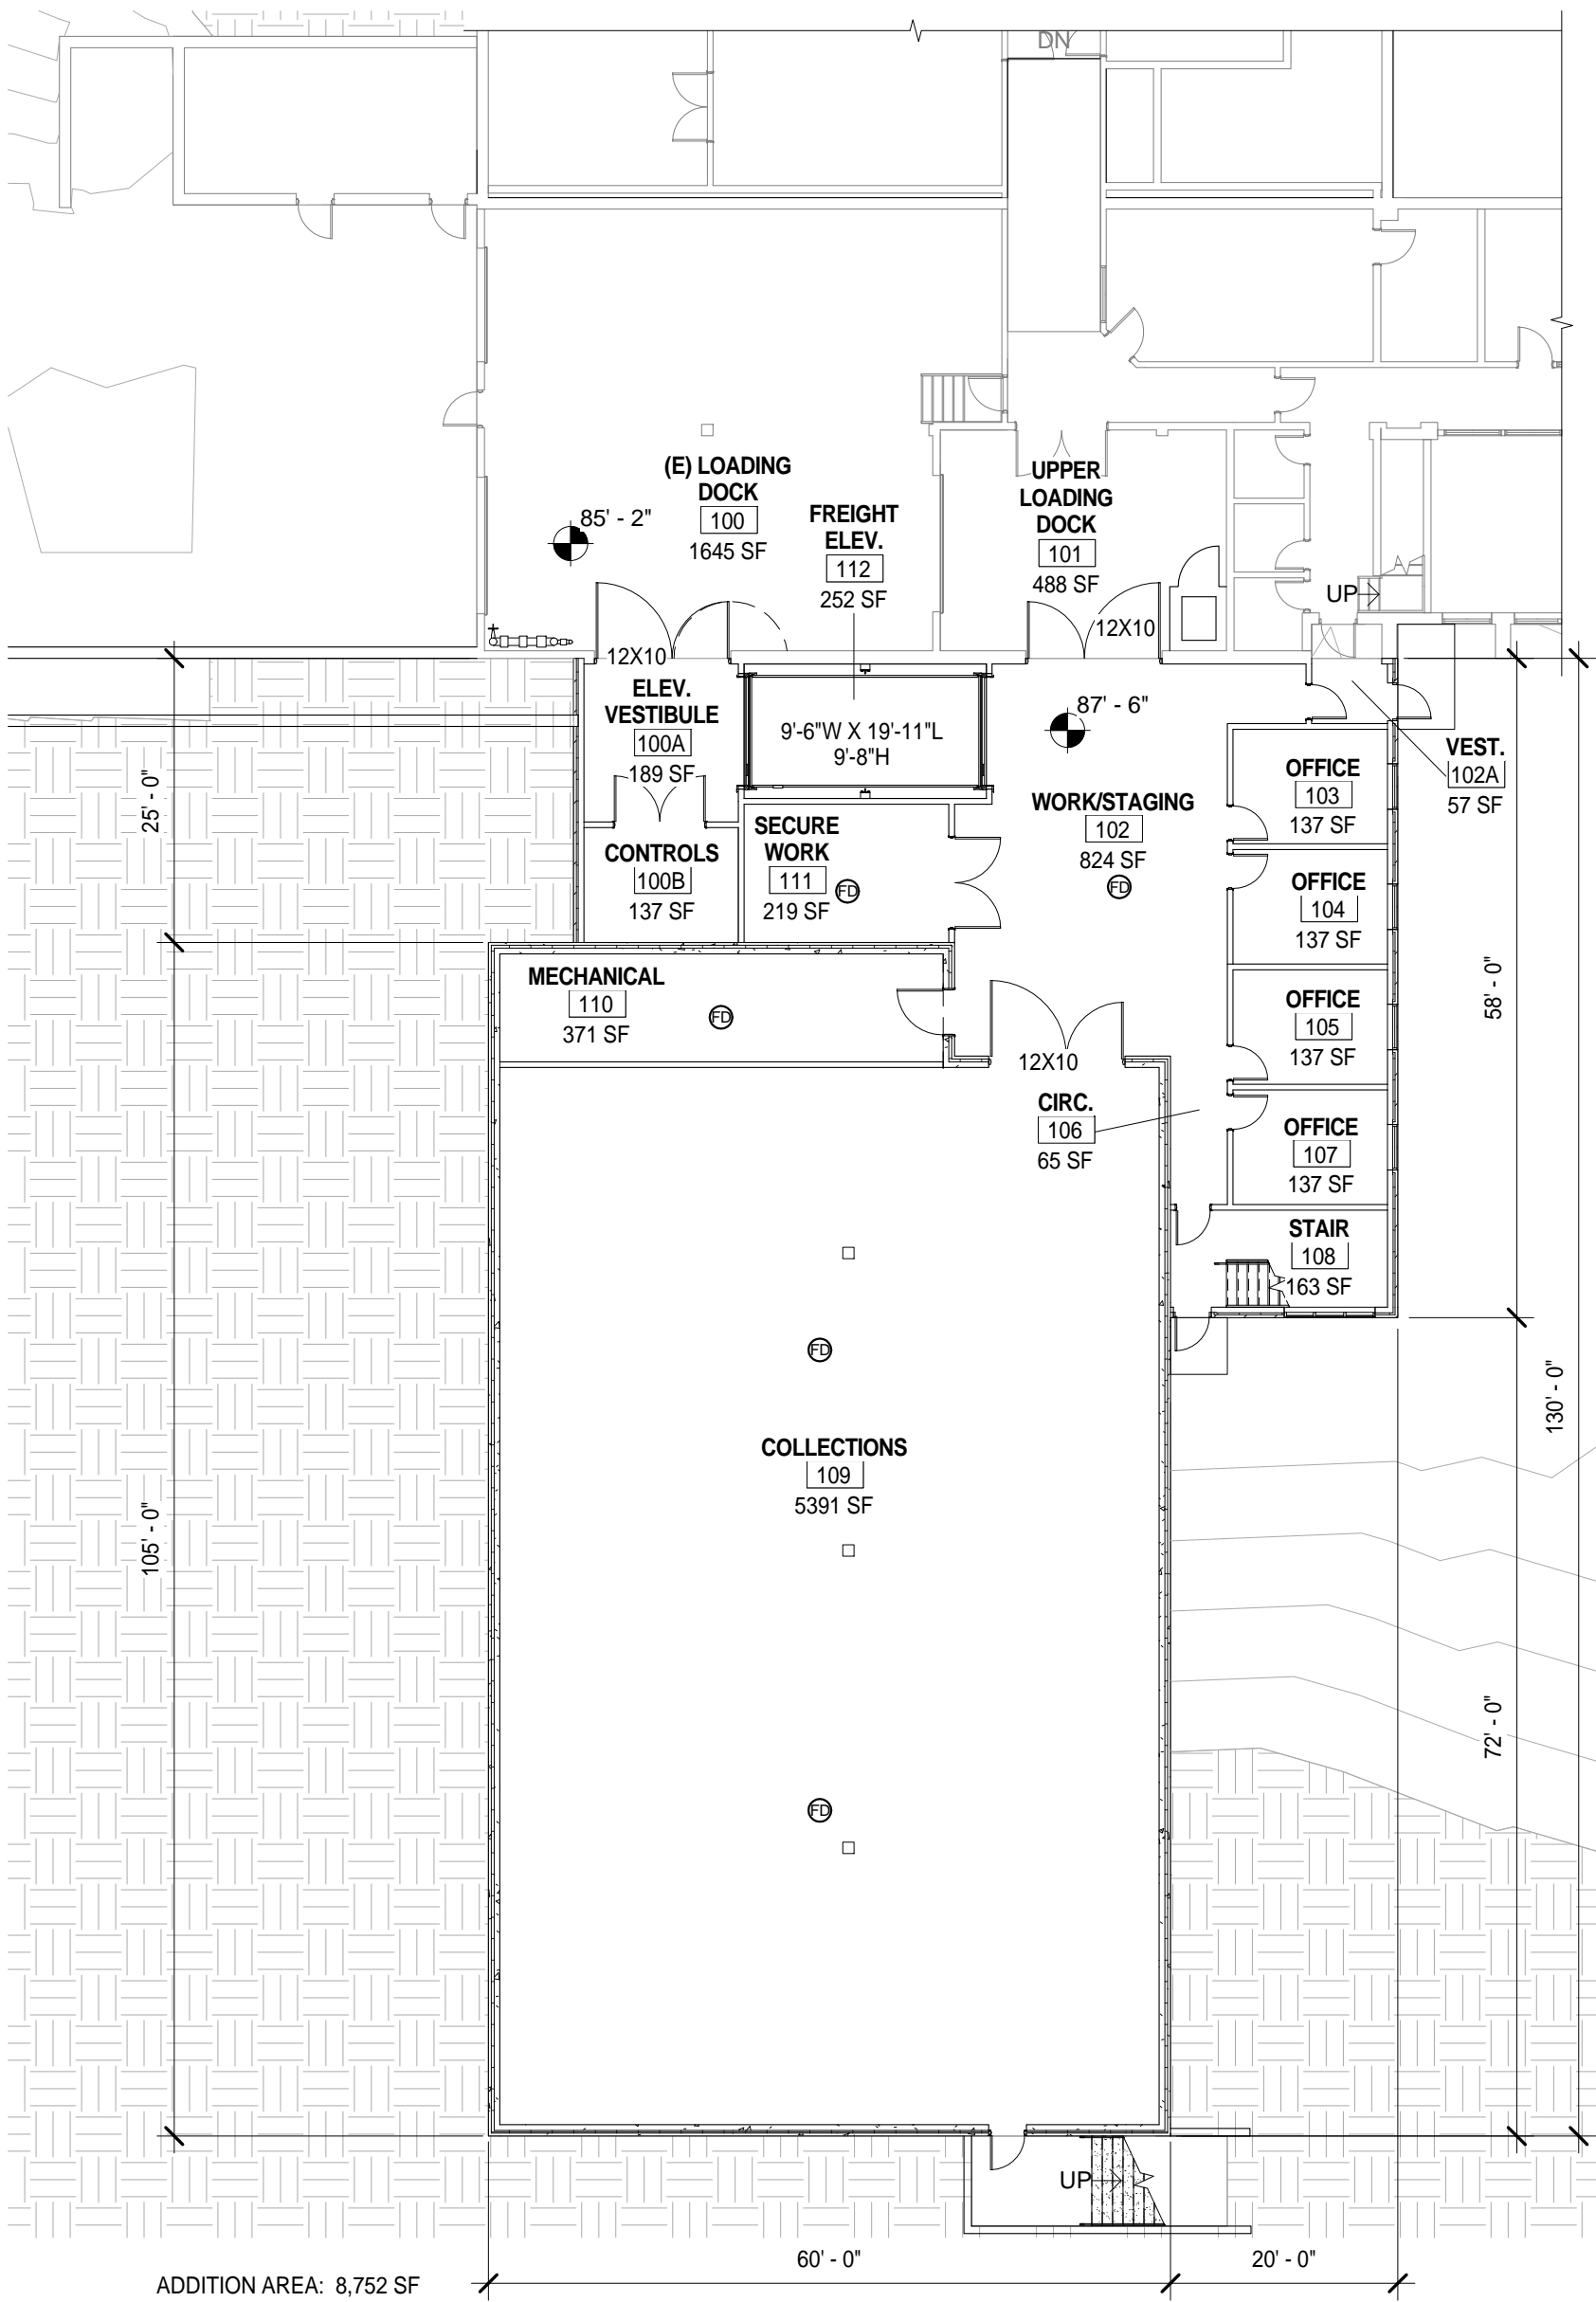 DN
(E) LOADING
DOCK
100
1645 SF
85' - 2"
FREIGHT
ELEV.
112
252 SF
UPPER
LOADING
DOCK
101
488 SF
UP
12X10
12X10
ELEV.
VESTIBULE
100A
189 SF
9'-6"W X 19'-11"L
9'-8"H
87' - 6"
VEST.
102A
57 SF
OFFICE
103
137 SF
WORK/STAGING
102
824 SF
FD
SECURE
WORK
111
219 SF
FD
CONTROLS
100B
137 SF
25' - 0"
OFFICE
104
137 SF
MECHANICAL
110
371 SF
FD
OFFICE
105
137 SF
58' - 0"
12X10
CIRC.
106
65 SF
OFFICE
107
137 SF
STAIR
108
163 SF
FD
130' - 0"
COLLECTIONS
109
5391 SF
105' - 0"
72' - 0"
FD
UP
60' - 0"
20' - 0"
ADDITION AREA: 8,752 SF